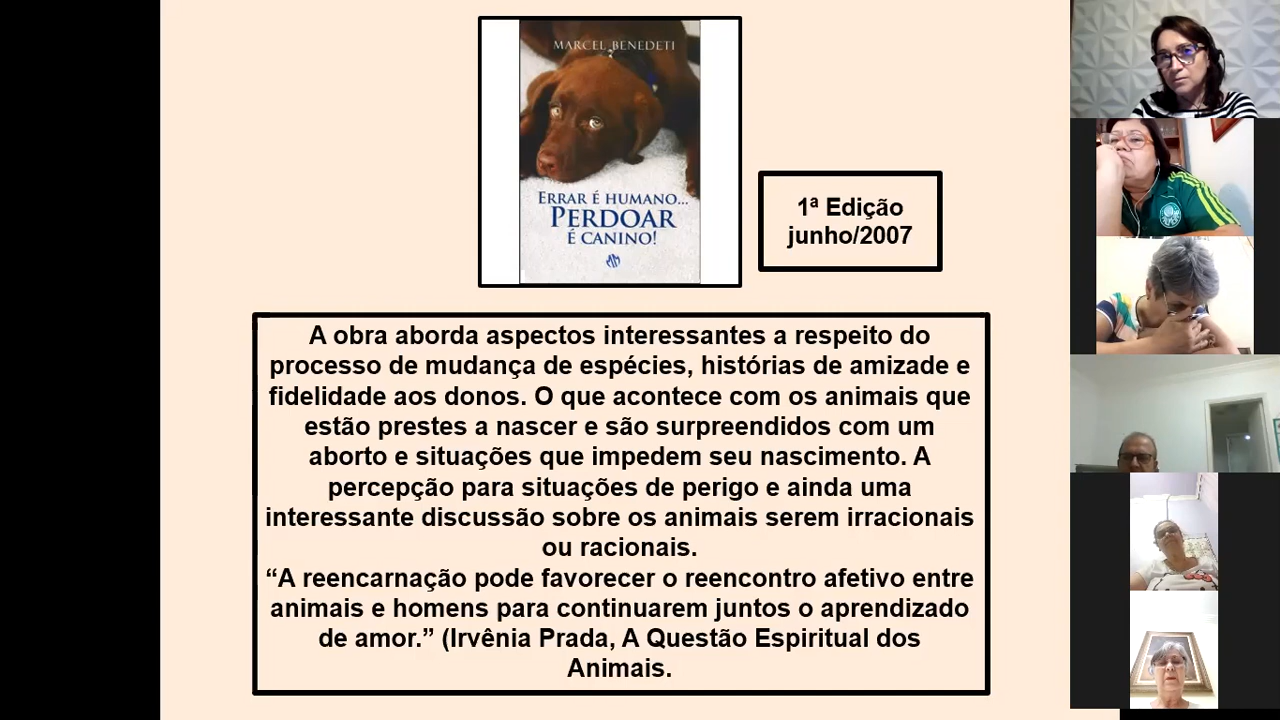 MARCEL BENEDETI
ERRAR É HUMANO...
PERDOAR
É CANINO!
1ª Edição
junho/2007
A obra aborda aspectos interessantes a respeito do
processo de mudança de espécies, histórias de amizade e
fidelidade aos donos. O que acontece com os animais que
estão prestes a nascer e são surpreendidos com um
aborto e situações que impedem seu nascimento. A
percepção para situações de perigo e ainda uma
interessante discussão sobre os animais serem irracionais
ou racionais.
“A reencarnação pode favorecer o reencontro afetivo entre
animais e homens para continuarem juntos o aprendizado
de amor.” (Irvênia Prada, A Questão Espiritual dos
Animais.